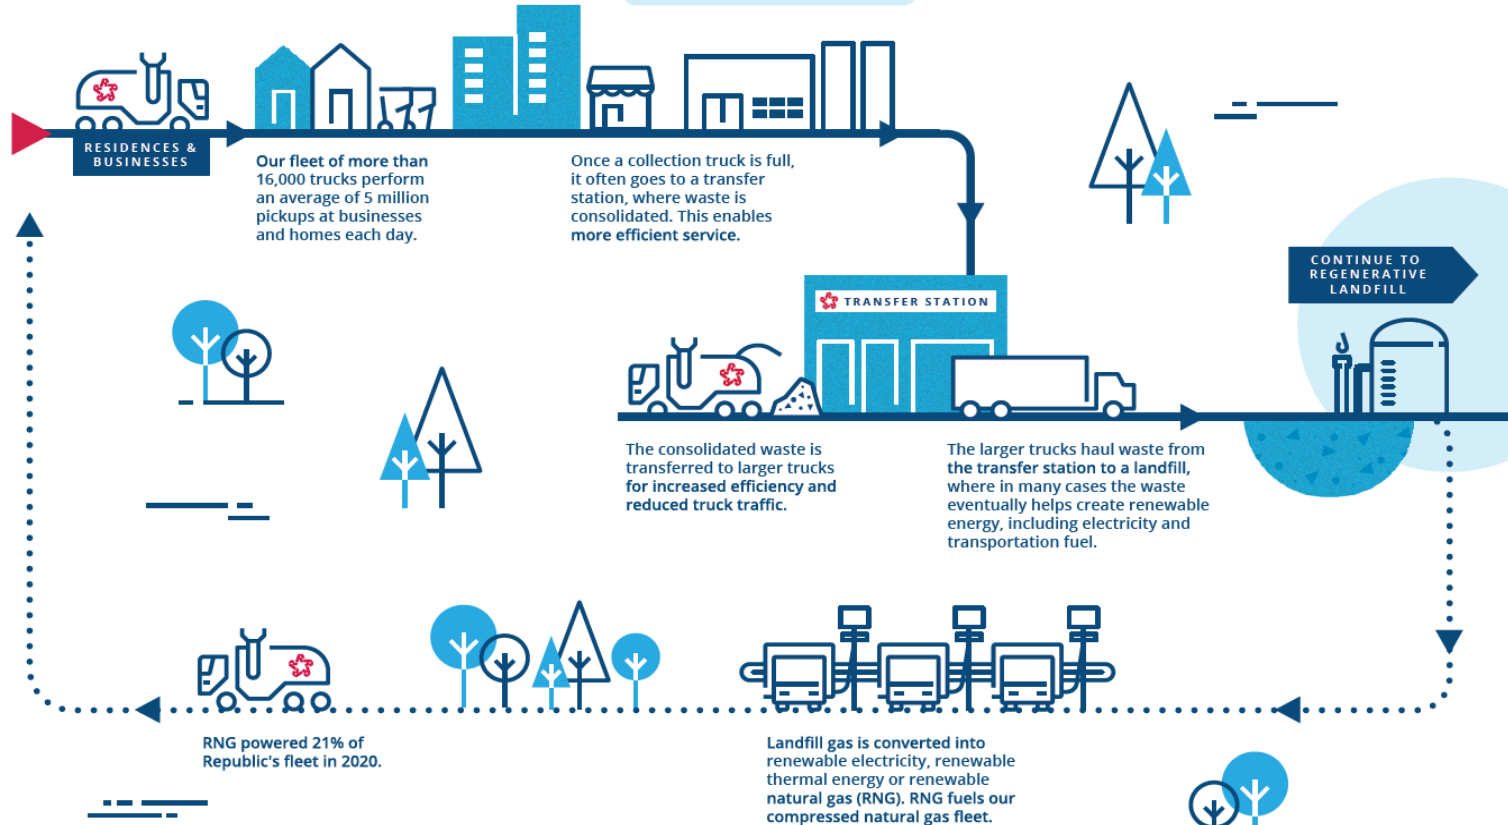 RESIDENCES &
BUSINESSES
Our fleet of more than
16,000 trucks perform
an average of 5 million
pickups at businesses
and homes each day.
Once a collection truck is full,
it often goes to a transfer
station, where waste is
consolidated. This enables
more efficient service.
CONTINUE TO
REGENERATIVE
LANDFILL
TRANSFER STATION
The consolidated waste is
transferred to larger trucks
for increased efficiency and
reduced truck traffic.
The larger trucks haul waste from
the transfer station to a landfill,
where in many cases the waste
eventually helps create renewable
energy, including electricity and
transportation fuel.
RNG powered 21% of
Republic's fleet in 2020.
Landfill gas is converted into
renewable electricity, renewable
thermal energy or renewable
natural gas (RNG). RNG fuels our
compressed natural gas fleet.